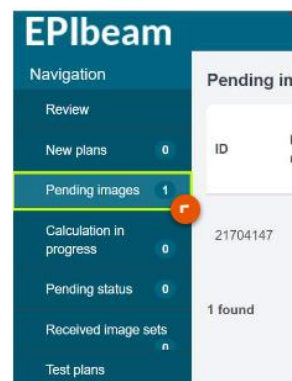 EPIbeam
Navigation
Pending
Review
ID
New plans 0
Pending images 1
Calculation in
progress 0
21704147
Pending status 0
1 found
Received image sets
0
Test plans